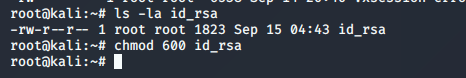 root@kali:~# ls -la id_rsa
-rw-r--r-- 1 root root 1823 Sep 15 04:43 id_rsa
root@kali:~# chmod 600 id_rsa
root@kali:~#